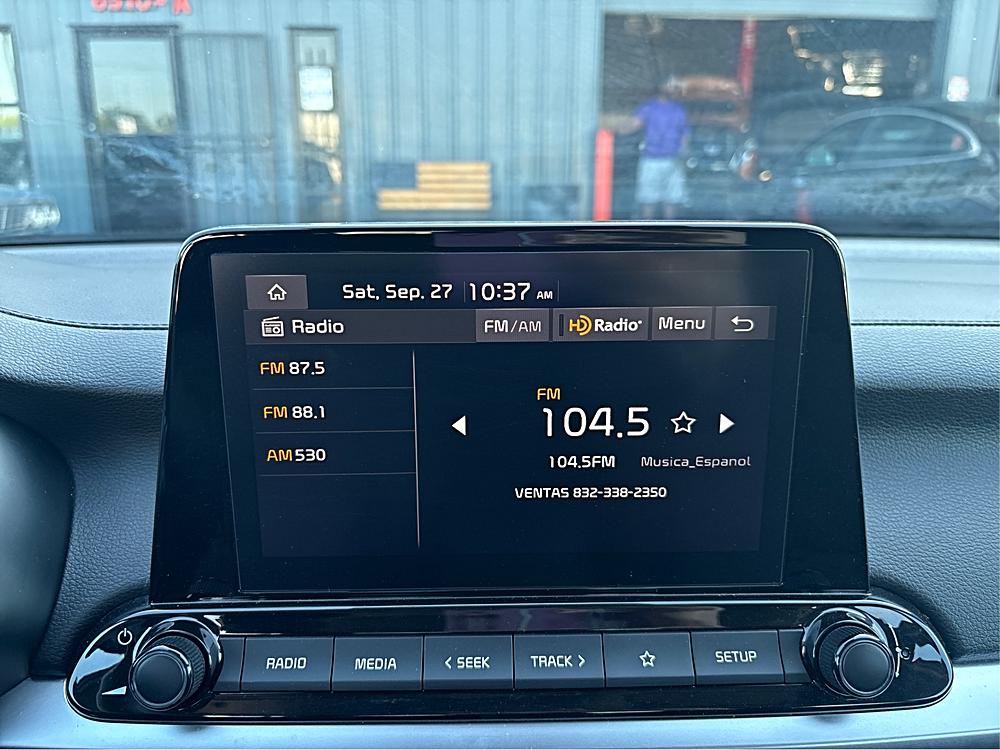 Sat, Sep. 27 10:37 AM
Radio FM/AM HD Radio Menu
FM 87.5
FM 88.1
AM 530
FM
104.5
104.5FM Musica_Espanol
VENTAS 832-338-2350
RADIO MEDIA < SEEK TRACK > SETUP